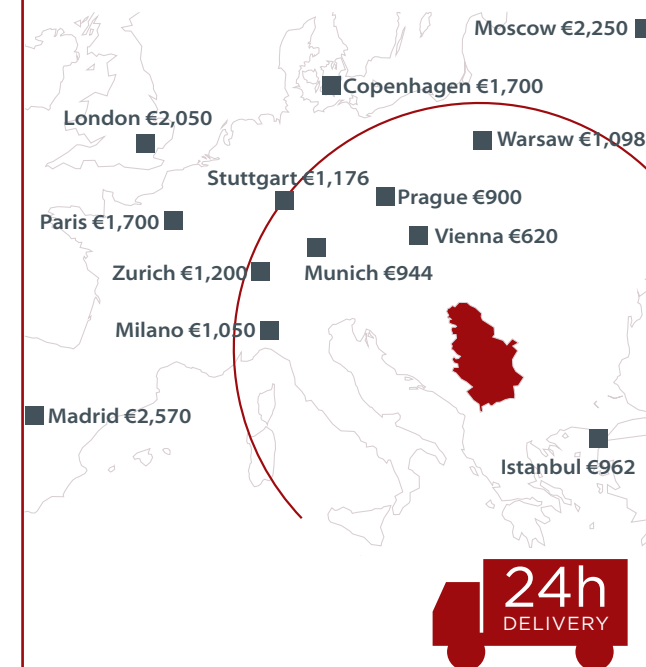 Moscow €2,250
Copenhagen €1,700
London €2,050
Warsaw €1,098
Stuttgart €1,176
Prague €900
Paris €1,700
Vienna €620
Zurich €1,200
Munich €944
Milano €1,050
Madrid €2,570
Istanbul €962
24h
DELIVERY